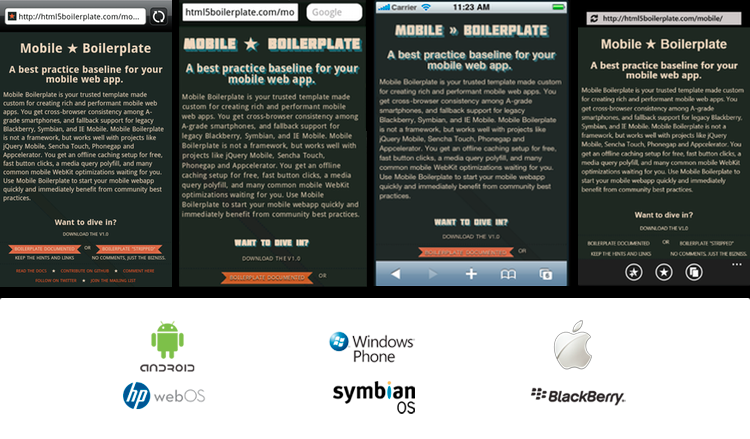 http://html5boilerplate.com/mo...
Mobile ★ Boilerplate
A best practice baseline for your
mobile web app.
Mobile Boilerplate is your trusted template made
custom for creating rich and performant mobile web
apps. You get cross-browser consistency among A-
grade smartphones, and fallback support for legacy
Blackberry, Symbian, and IE Mobile. Mobile Boilerplate
is not a framework, but works well with projects like
jQuery Mobile, Sencha Touch, Phonegap and
Appcelerator. You get an offline caching setup for free,
fast button clicks, a media query polyfill, and many
common mobile WebKit optimizations waiting for you.
Use Mobile Boilerplate to start your mobile webapp
quickly and immediately benefit from community best
practices.
Want to dive in?
DOWNLOAD THE V1.0
BOILERPLATE DOCUMENTED OR BOILERPLATE "STRIPPED"
KEEP THE HINTS AND LINKS NO COMMENTS, JUST THE BIZNISS.
READ THE DOCS ★ CONTRIBUTE ON GITHUB ★ COMMENT HERE
FOLLOW ON TWITTER ★ JOIN THE MAILING LIST
html5boilerplate.com/mo Google
MOBILE ★ BOILERPLATE
A best practice baseline for your
mobile web app.
Mobile Boilerplate is your trusted template made
custom for creating rich and performant mobile web
apps. You get cross-browser consistency among
A-grade smartphones, and fallback support for
legacy Blackberry, Symbian, and IE Mobile. Mobile
Boilerplate is not a framework, but works well with
projects like jQuery Mobile, Sencha Touch,
Phonegap and Appcelerator. You get an offline
caching setup for free, fast button clicks, a media
query polyfill, and many common mobile WebKit
optimizations waiting for you. Use Mobile
Boilerplate to start your mobile webapp quickly and
immediately benefit from community best practices.
WANT TO DIVE IN?
DOWNLOAD THE V1.0
BOILERPLATE DOCUMENTED OR
Carrier 11:23 AM
MOBILE » BOILERPLATE
A best practice baseline for your
mobile web app.
Mobile Boilerplate is your trusted template made custom
for creating rich and performant mobile web apps. You
get cross-browser consistency among A-grade
smartphones, and fallback support for legacy
Blackberry, Symbian, and IE Mobile. Mobile Boilerplate
is not a framework, but works well with projects like
jQuery Mobile, Sencha Touch, Phonegap and
Appcelerator. You get an offline caching setup for free,
fast button clicks, a media query polyfill, and many
common mobile WebKit optimizations waiting for you.
Use Mobile Boilerplate to start your mobile webapp
quickly and immediately benefit from community best
practices.
WANT TO DIVE IN?
DOWNLOAD THE V1.0
BOILERPLATE DOCUMENTED OR
http://html5boilerplate.com/mobile/
Mobile ★ Boilerplate
A best practice baseline for your
mobile web app.
Mobile Boilerplate is your trusted template made custom
for creating rich and performant mobile web apps. You get
cross-browser consistency among A-grade smartphones,
and fallback support for legacy Blackberry, Symbian, and
IE Mobile. Mobile Boilerplate is not a framework, but
works well with projects like jQuery Mobile, Sencha
Touch, Phonegap and Appcelerator. You get an offline
caching setup for free, fast button clicks, a media query
polyfill, and many common mobile WebKit optimizations
waiting for you. Use Mobile Boilerplate to start your
mobile webapp quickly and immediately benefit from
community best practices.
Want to dive in?
DOWNLOAD THE V1.0
BOILERPLATE DOCUMENTED OR BOILERPLATE "STRIPPED"
KEEP THE HINTS AND LINKS NO COMMENTS, JUST THE BIZNISS.
ANDROID
Windows
Phone
hp webOS
symbian
OS
BlackBerry